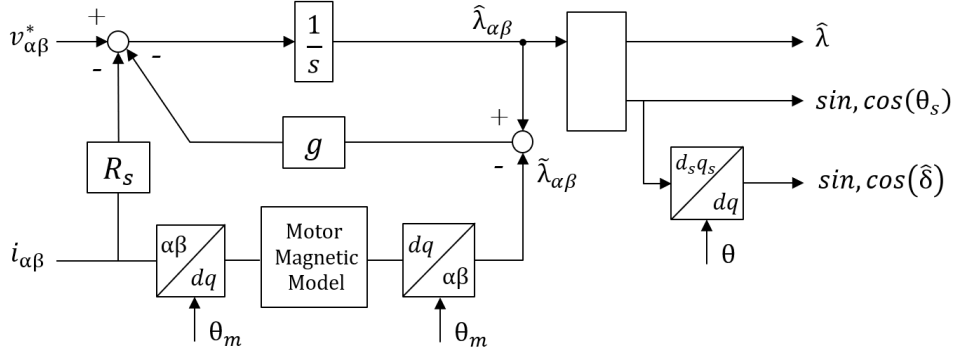 v*αβ
+
-
-
1/s
λ̂αβ
λ̂
sin, cos(θs)
g
+
-
λ̃αβ
Rs
dsqs
dq
sin, cos(δ̂)
θ
iαβ
αβ
dq
Motor
Magnetic
Model
dq
αβ
θm
θm